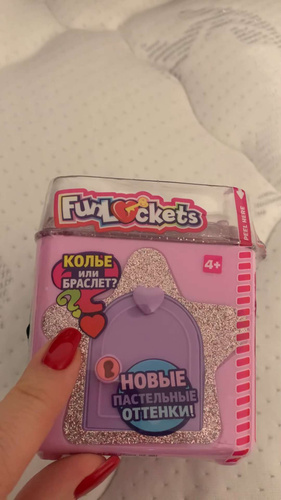 FunLockets
PEEL HERE
КОЛЬЕ
ИЛИ
БРАСЛЕТ?
4+
НОВЫЕ
ПАСТЕЛЬНЫЕ
ОТТЕНКИ!